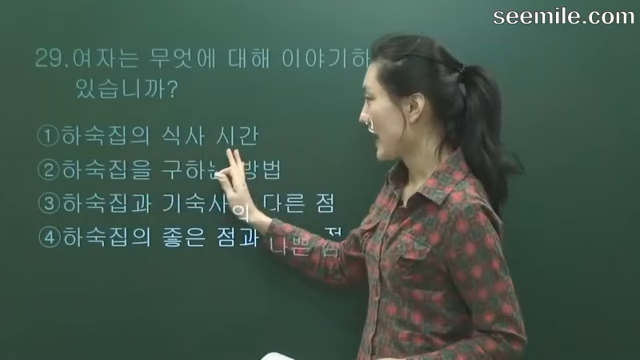 seemile.com
29.여자는 무엇에 대해 이야기하
있습니까?
①하숙집의 식사 시간
②하숙집을 구하는 방법
③하숙집과 기숙사의 다른 점
④하숙집의 좋은 점과 나쁜 점